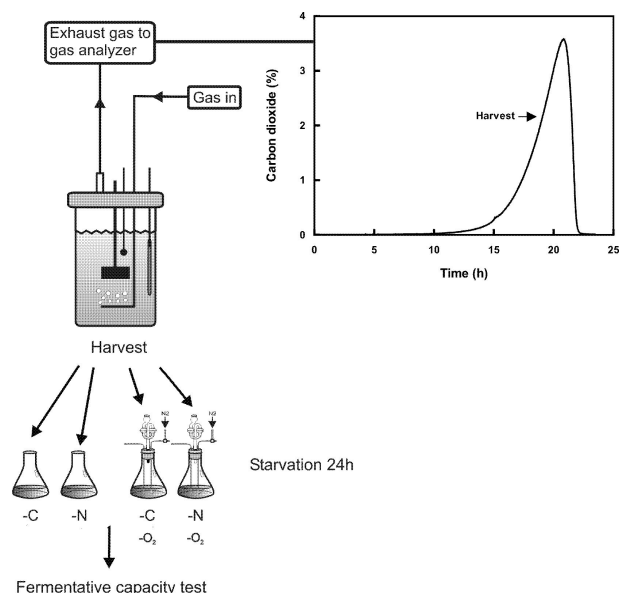 Exhaust gas to
gas analyzer
Gas in
4
3
2
1
0
Carbon dioxide (%)
Harvest
0 5 10 15 20 25
Time (h)
Harvest
N2
Starvation 24h
-C -N -C -N
-O₂ -O₂
Fermentative capacity test